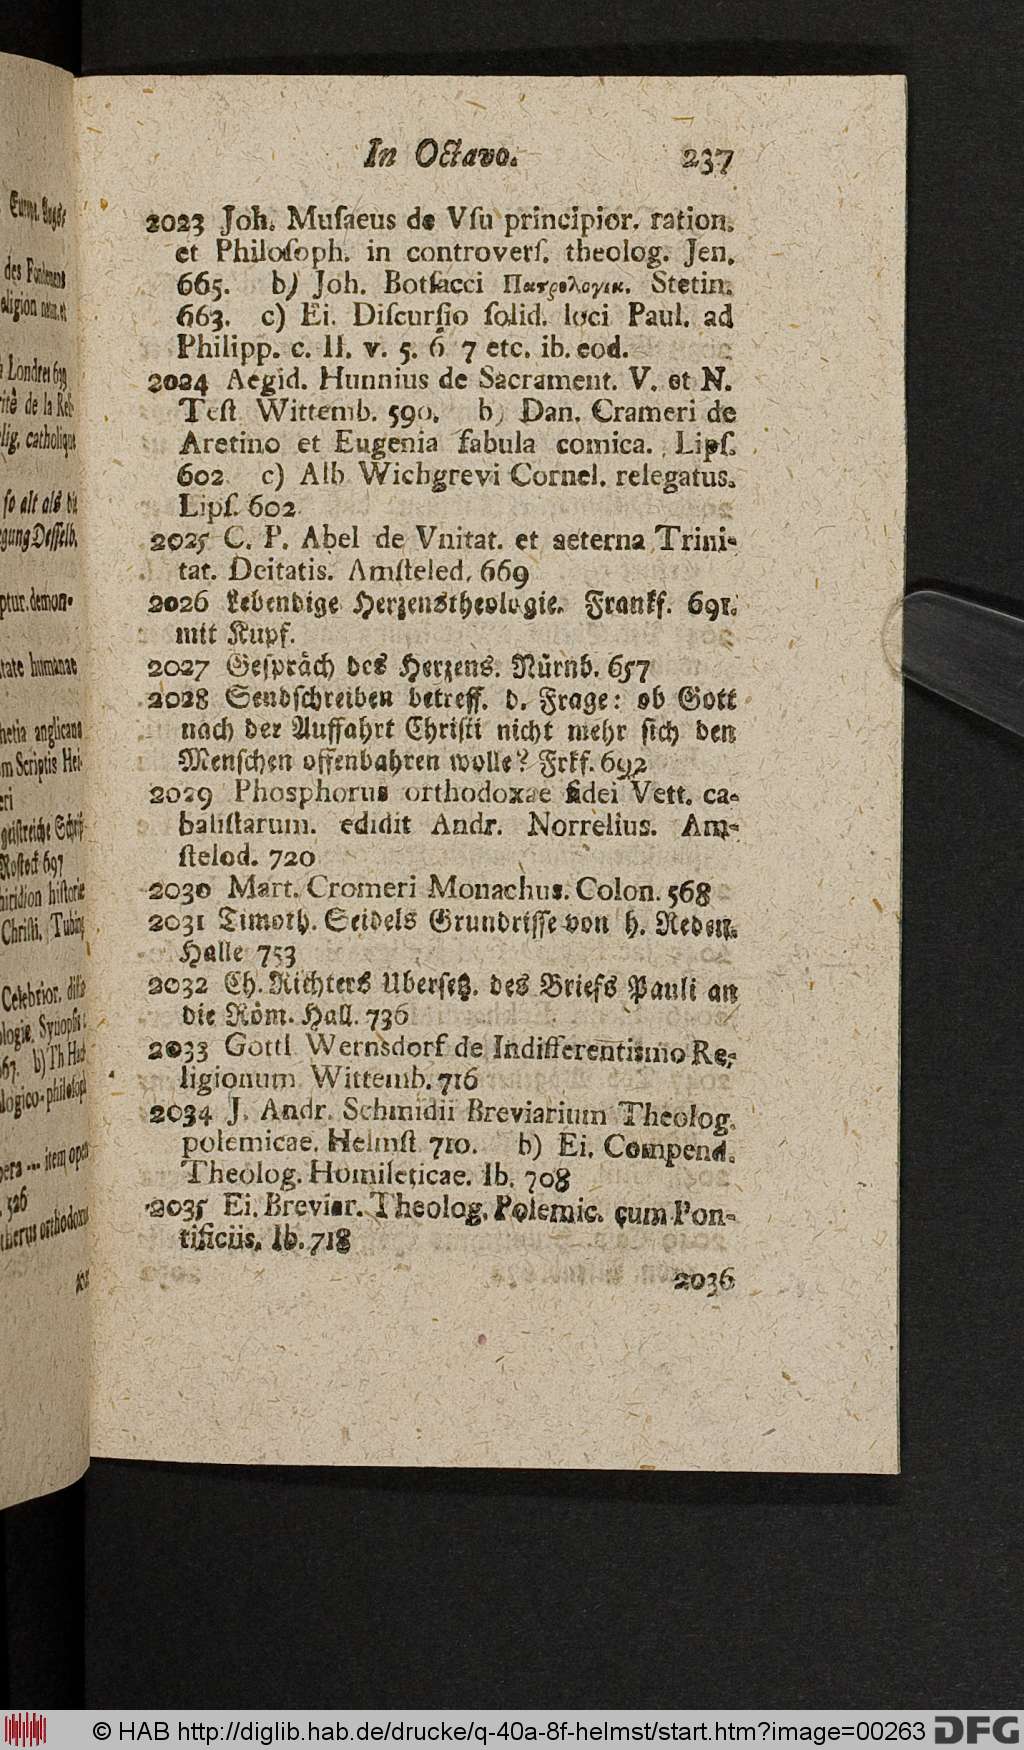 In Octavo. 237
2023 Joh. Muſaeus de Vſu principior. ration.
et Philoſoph. in controverſ. theolog. Jen.
665. b) Joh. Botſacci Πατρολογικ. Stetin.
663. c) Ei. Diſcurſio ſolid. loci Paul. ad
Philipp. c. II. v. 5. 6 7 etc. ib. eod.
2024 Aegid. Hunnius de Sacrament. V. et N.
Teſt. Wittemb. 590. b) Dan. Crameri de
Aretino et Eugenia fabula comica. Lipſ.
602 c) Alb Wichgrevi Cornel. relegatus.
Lipſ. 602
2025 C. P. Abel de Vnitat. et aeterna Trini-
tat. Deitatis. Amſteled. 669
2026 Lebendige Herzenstheologie. Frankf. 691.
mit Kupf.
2027 Geſpräch des Herzens. Nürnb. 657
2028 Sendſchreiben betreff. d. Frage: ob Gott
nach der Auffahrt Chriſti nicht mehr ſich den
Menſchen offenbahren wolle? Frkf. 692
2029 Phosphorus orthodoxae fidei Vett. ca-
baliſtarum. edidit Andr. Norrelius. Am-
ſtelod. 720
2030 Mart. Cromeri Monachus. Colon. 568
2031 Timoth. Seidels Grundriſſe von h. Reden.
Halle 753
2032 Ch. Richters Uberſetz. des Briefs Pauli an
die Röm. Hall. 736
2033 Gottl Wernsdorf de Indifferentismo Re-
ligionum Wittemb. 716
2034 J. Andr. Schmidii Breviarium Theolog.
polemicae. Helmſt. 710. b) Ei. Compend.
Theolog. Homileticae. Ib. 708
2035 Ei. Breviar. Theolog. Polemic. cum Pon-
tificiis. Ib. 718
2036
© HAB http://diglib.hab.de/drucke/q-40a-8f-helmst/start.htm?image=00263
DFG